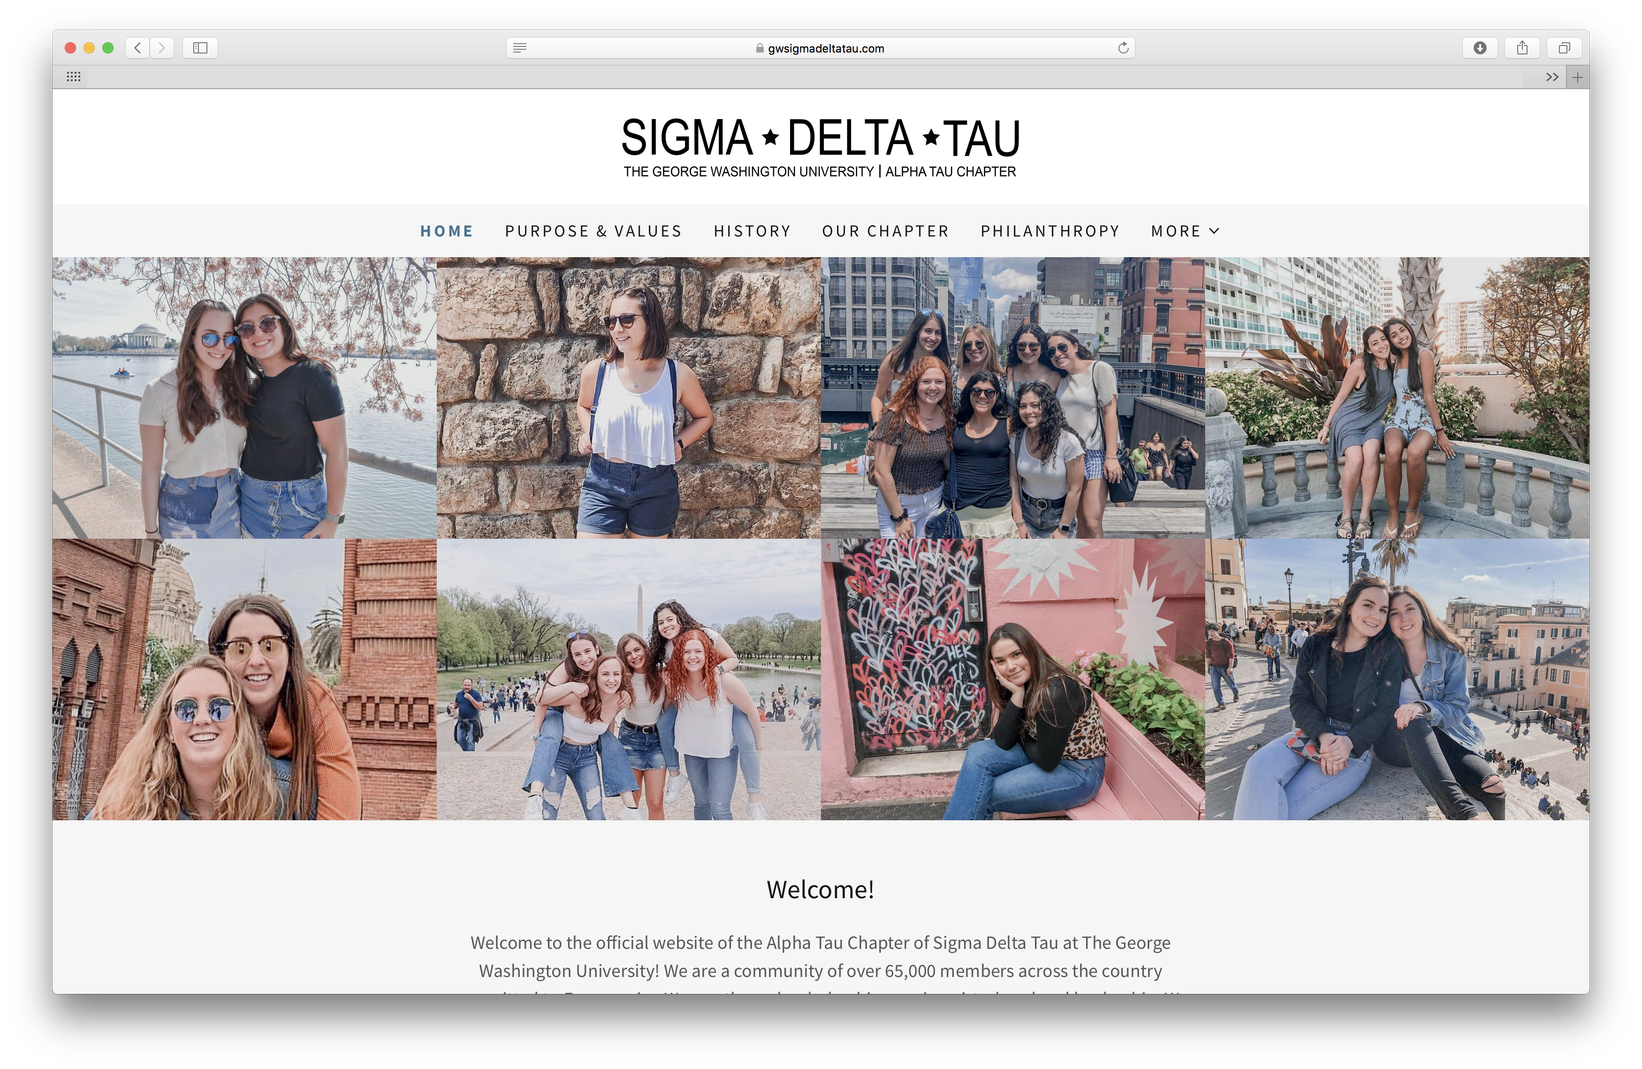 gwsigmadeltatau.com
SIGMA ★ DELTA ★ TAU
THE GEORGE WASHINGTON UNIVERSITY | ALPHA TAU CHAPTER
HOME PURPOSE & VALUES HISTORY OUR CHAPTER PHILANTHROPY MORE
Welcome!
Welcome to the official website of the Alpha Tau Chapter of Sigma Delta Tau at The George
Washington University! We are a community of over 65,000 members across the country